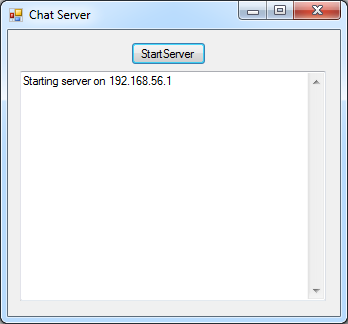 Chat Server
StartServer
Starting server on 192.168.56.1